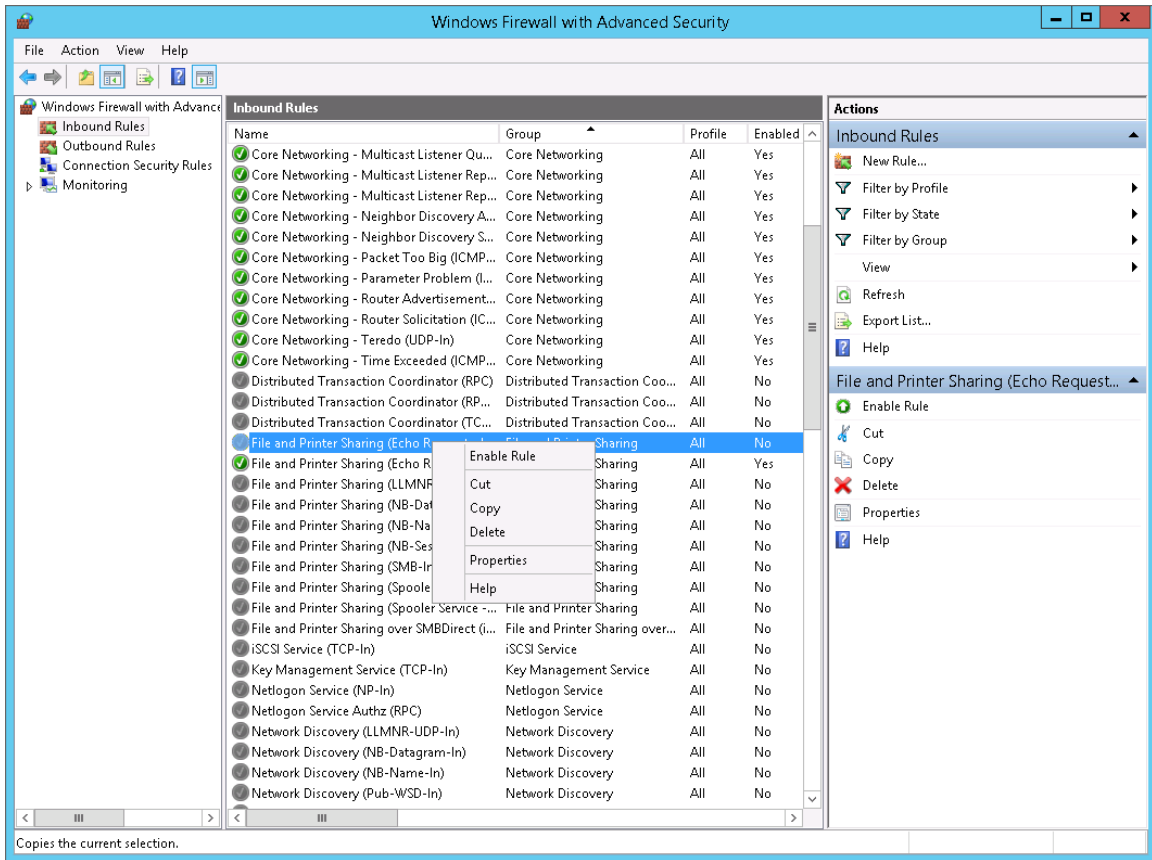 Windows Firewall with Advanced Security
File Action View Help
Windows Firewall with Advance
Inbound Rules
Outbound Rules
Connection Security Rules
Monitoring
Inbound Rules
Name Group Profile Enabled
Core Networking - Multicast Listener Qu... Core Networking All Yes
Core Networking - Multicast Listener Rep... Core Networking All Yes
Core Networking - Multicast Listener Rep... Core Networking All Yes
Core Networking - Neighbor Discovery A... Core Networking All Yes
Core Networking - Neighbor Discovery S... Core Networking All Yes
Core Networking - Packet Too Big (ICMP... Core Networking All Yes
Core Networking - Parameter Problem (I... Core Networking All Yes
Core Networking - Router Advertisement... Core Networking All Yes
Core Networking - Router Solicitation (IC... Core Networking All Yes
Core Networking - Teredo (UDP-In) Core Networking All Yes
Core Networking - Time Exceeded (ICMP... Core Networking All Yes
Distributed Transaction Coordinator (RPC) Distributed Transaction Coo... All No
Distributed Transaction Coordinator (RP... Distributed Transaction Coo... All No
Distributed Transaction Coordinator (TC... Distributed Transaction Coo... All No
File and Printer Sharing (Echo Request - I... File and Printer Sharing All No
File and Printer Sharing (Echo R Sharing All Yes
File and Printer Sharing (LLMNR Sharing All No
File and Printer Sharing (NB-Dat Sharing All No
File and Printer Sharing (NB-Na Sharing All No
File and Printer Sharing (NB-Ses Sharing All No
File and Printer Sharing (SMB-In Sharing All No
File and Printer Sharing (Spoole Sharing All No
File and Printer Sharing (Spooler Service -... File and Printer Sharing All No
File and Printer Sharing over SMBDirect (i... File and Printer Sharing over... All No
iSCSI Service (TCP-In) iSCSI Service All No
Key Management Service (TCP-In) Key Management Service All No
Netlogon Service (NP-In) Netlogon Service All No
Netlogon Service Authz (RPC) Netlogon Service All No
Network Discovery (LLMNR-UDP-In) Network Discovery All No
Network Discovery (NB-Datagram-In) Network Discovery All No
Network Discovery (NB-Name-In) Network Discovery All No
Network Discovery (Pub-WSD-In) Network Discovery All No
Enable Rule
Cut
Copy
Delete
Properties
Help
Actions
Inbound Rules
New Rule...
Filter by Profile
Filter by State
Filter by Group
View
Refresh
Export List...
Help
File and Printer Sharing (Echo Request...
Enable Rule
Cut
Copy
Delete
Properties
Help
Copies the current selection.